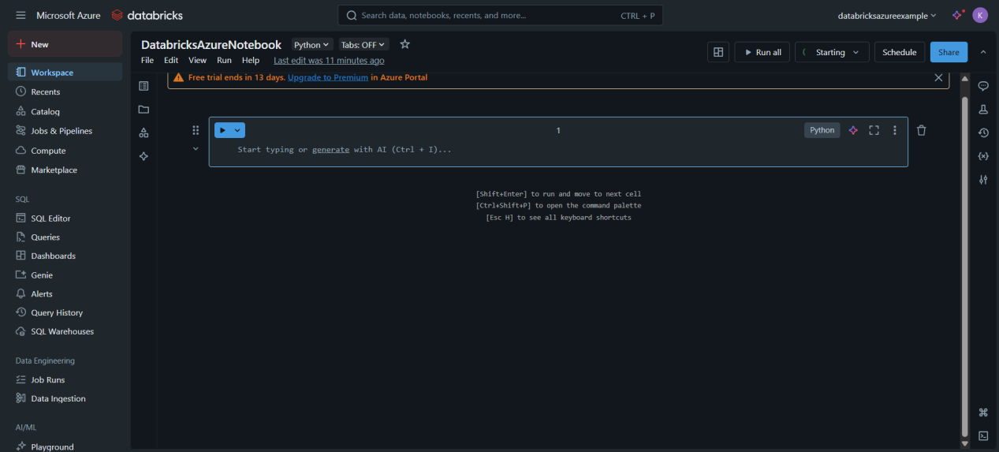 Microsoft Azure databricks
Search data, notebooks, recents, and more... CTRL + P
databricksazureexample
K
New
Workspace
Recents
Catalog
Jobs & Pipelines
Compute
Marketplace
SQL
SQL Editor
Queries
Dashboards
Genie
Alerts
Query History
SQL Warehouses
Data Engineering
Job Runs
Data Ingestion
AI/ML
Playground
DatabricksAzureNotebook Python Tabs: OFF
File Edit View Run Help Last edit was 11 minutes ago
Run all Starting Schedule Share
Free trial ends in 13 days. Upgrade to Premium in Azure Portal
1 Python
Start typing or generate with AI (Ctrl + I)...
[Shift+Enter] to run and move to next cell
[Ctrl+Shift+P] to open the command palette
[Esc H] to see all keyboard shortcuts